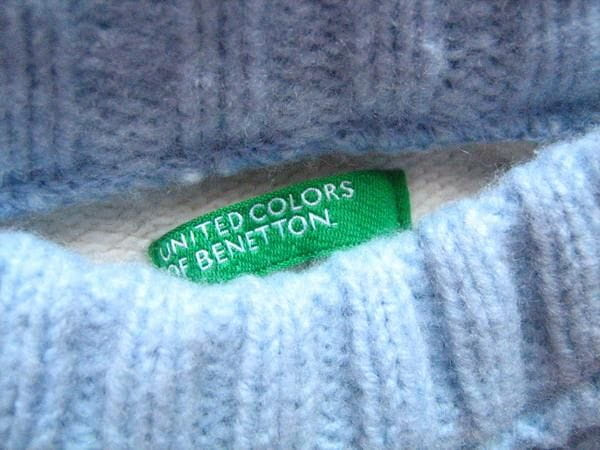 UNITED COLORS
OF BENETTON.